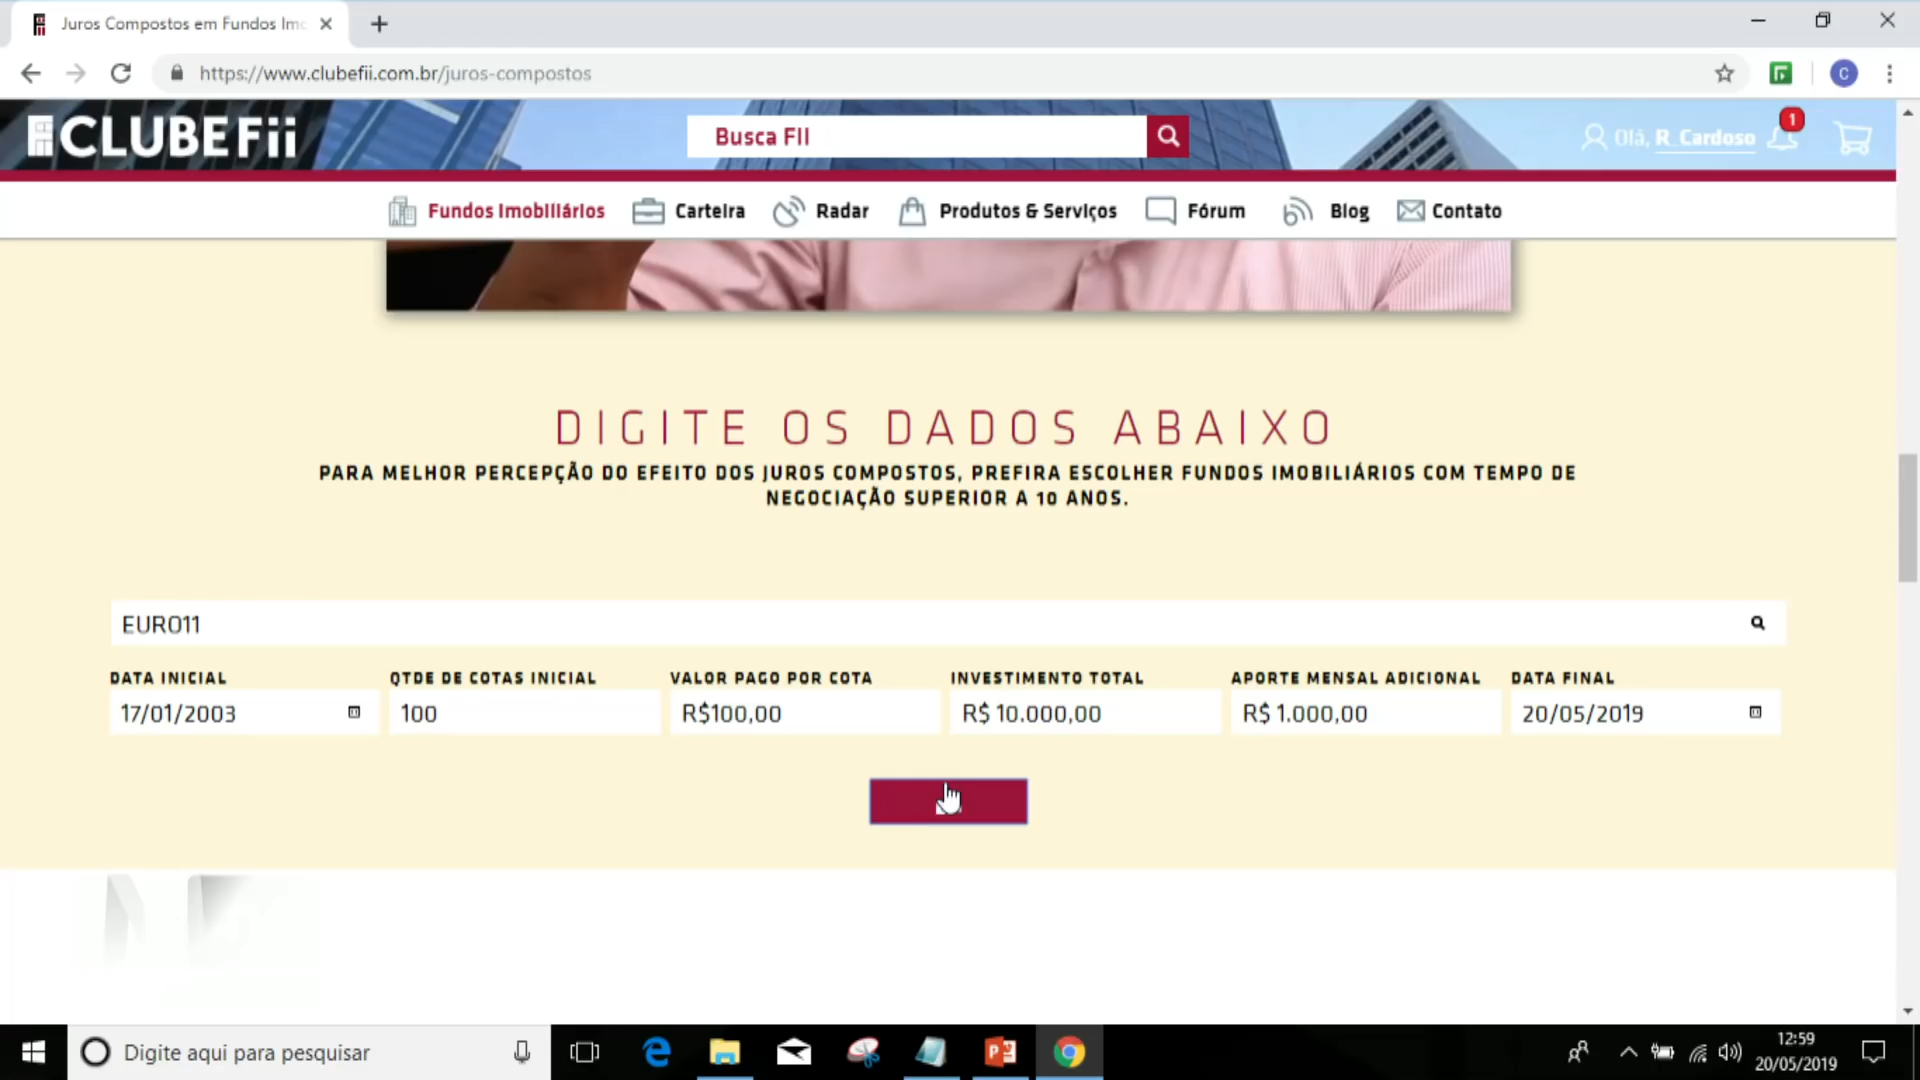 Juros Compostos em Fundos Imo
https://www.clubefii.com.br/juros-compostos
C
CLUBE Fii
Busca FII
Olá, R_Cardoso
1
Fundos Imobiliários
Carteira
Radar
Produtos & Serviços
Fórum
Blog
Contato
DIGITE OS DADOS ABAIXO
PARA MELHOR PERCEPÇÃO DO EFEITO DOS JUROS COMPOSTOS, PREFIRA ESCOLHER FUNDOS IMOBILIÁRIOS COM TEMPO DE
NEGOCIAÇÃO SUPERIOR A 10 ANOS.
EURO11
DATA INICIAL
QTDE DE COTAS INICIAL
VALOR PAGO POR COTA
INVESTIMENTO TOTAL
APORTE MENSAL ADICIONAL
DATA FINAL
17/01/2003
100
R$100,00
R$ 10.000,00
R$ 1.000,00
20/05/2019
Digite aqui para pesquisar
12:59
20/05/2019